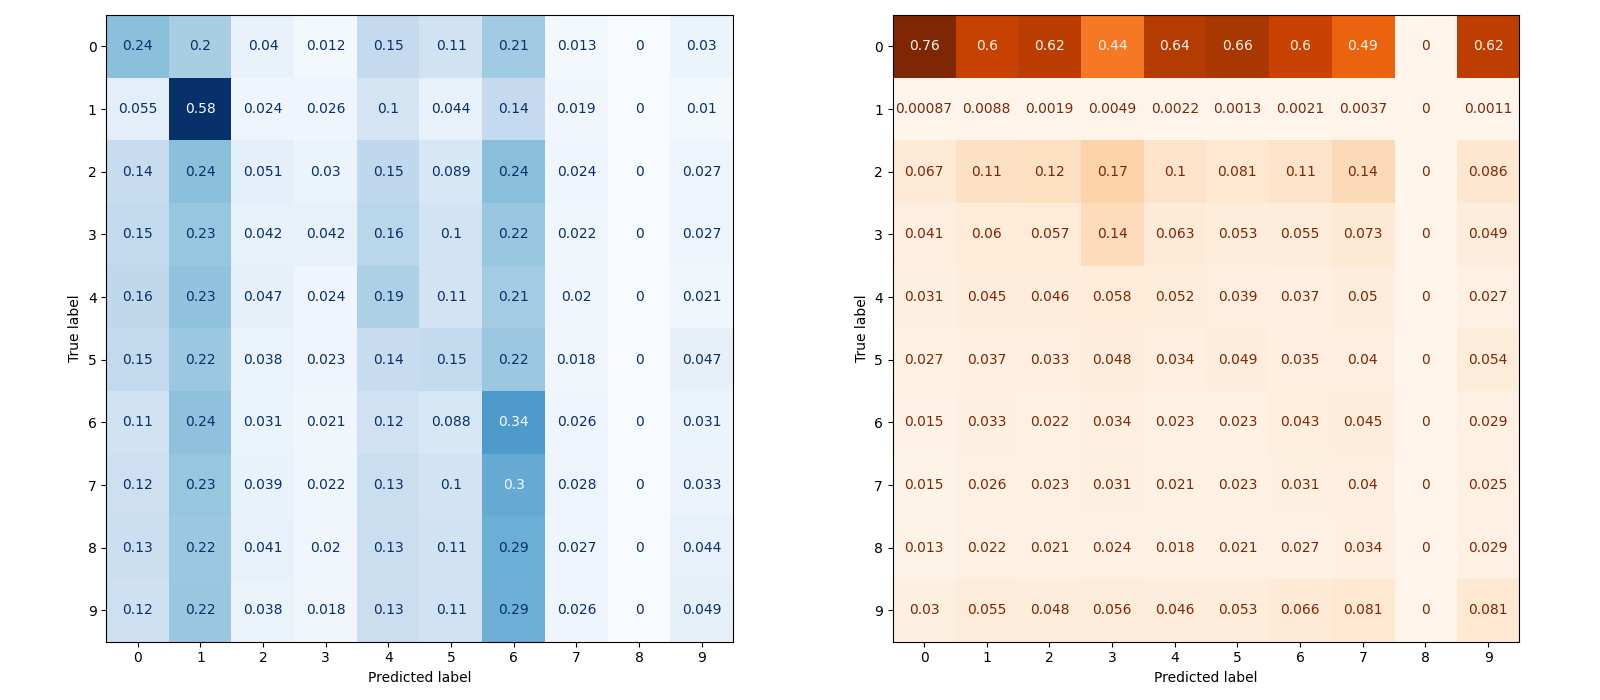 0 0.24 0.2 0.04 0.012 0.15 0.11 0.21 0.013 0 0.03
1 0.055 0.58 0.024 0.026 0.1 0.044 0.14 0.019 0 0.01
2 0.14 0.24 0.051 0.03 0.15 0.089 0.24 0.024 0 0.027
3 0.15 0.23 0.042 0.042 0.16 0.1 0.22 0.022 0 0.027
4 0.16 0.23 0.047 0.024 0.19 0.11 0.21 0.02 0 0.021
5 0.15 0.22 0.038 0.023 0.14 0.15 0.22 0.018 0 0.047
6 0.11 0.24 0.031 0.021 0.12 0.088 0.34 0.026 0 0.031
7 0.12 0.23 0.039 0.022 0.13 0.1 0.3 0.028 0 0.033
8 0.13 0.22 0.041 0.02 0.13 0.11 0.29 0.027 0 0.044
9 0.12 0.22 0.038 0.018 0.13 0.11 0.29 0.026 0 0.049
0 1 2 3 4 5 6 7 8 9
Predicted label
True label
0 0.76 0.6 0.62 0.44 0.64 0.66 0.6 0.49 0 0.62
1 0.00087 0.0088 0.0019 0.0049 0.0022 0.0013 0.0021 0.0037 0 0.0011
2 0.067 0.11 0.12 0.17 0.1 0.081 0.11 0.14 0 0.086
3 0.041 0.06 0.057 0.14 0.063 0.053 0.055 0.073 0 0.049
4 0.031 0.045 0.046 0.058 0.052 0.039 0.037 0.05 0 0.027
5 0.027 0.037 0.033 0.048 0.034 0.049 0.035 0.04 0 0.054
6 0.015 0.033 0.022 0.034 0.023 0.023 0.043 0.045 0 0.029
7 0.015 0.026 0.023 0.031 0.021 0.023 0.031 0.04 0 0.025
8 0.013 0.022 0.021 0.024 0.018 0.021 0.027 0.034 0 0.029
9 0.03 0.055 0.048 0.056 0.046 0.053 0.066 0.081 0 0.081
0 1 2 3 4 5 6 7 8 9
Predicted label
True label